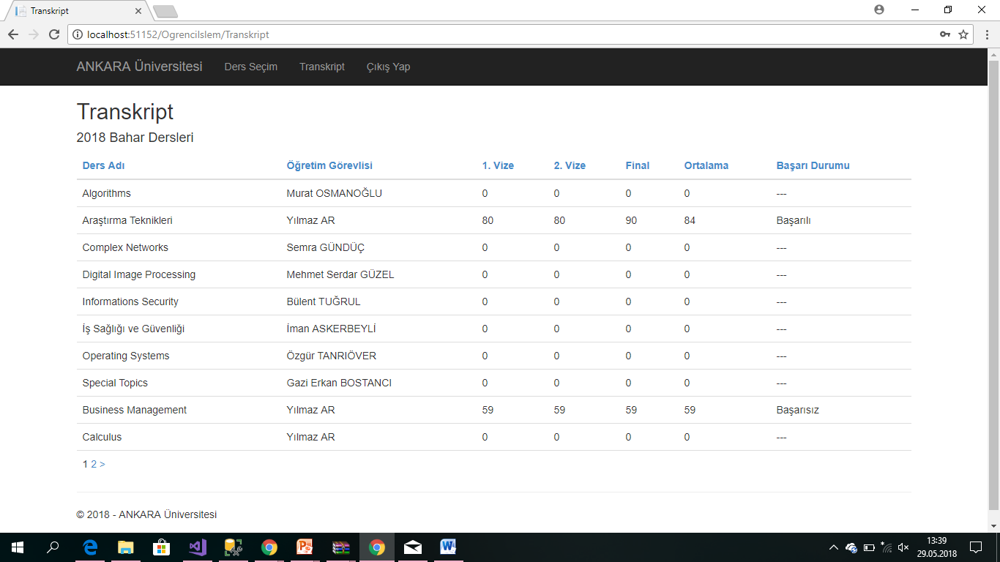 Transkript
localhost:51152/OgrenciIslem/Transkript
ANKARA Üniversitesi Ders Seçim Transkript Çıkış Yap
Transkript
2018 Bahar Dersleri
Ders Adı Öğretim Görevlisi 1. Vize 2. Vize Final Ortalama Başarı Durumu
Algorithms Murat OSMANOĞLU 0 0 0 0 ---
Araştırma Teknikleri Yılmaz AR 80 80 90 84 Başarılı
Complex Networks Semra GÜNDÜÇ 0 0 0 0 ---
Digital Image Processing Mehmet Serdar GÜZEL 0 0 0 0 ---
Informations Security Bülent TUĞRUL 0 0 0 0 ---
İş Sağlığı ve Güvenliği İman ASKERBEYLİ 0 0 0 0 ---
Operating Systems Özgür TANRIÖVER 0 0 0 0 ---
Special Topics Gazi Erkan BOSTANCI 0 0 0 0 ---
Business Management Yılmaz AR 59 59 59 59 Başarısız
Calculus Yılmaz AR 0 0 0 0 ---
1 2 >
© 2018 - ANKARA Üniversitesi
13:39
29.05.2018